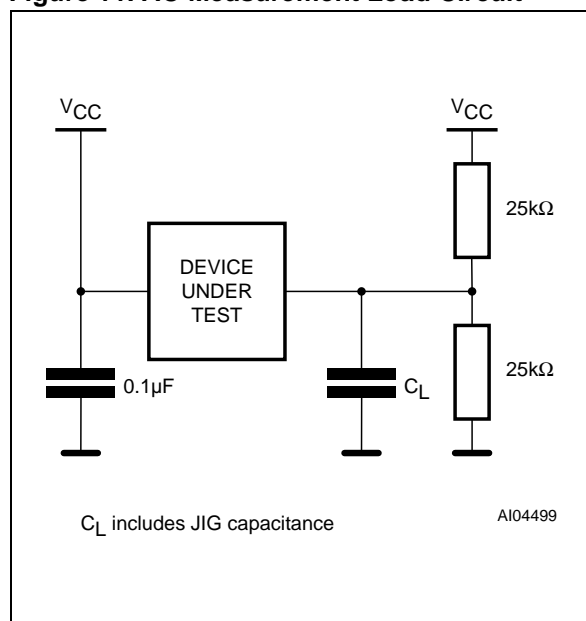 Figure AC Measurement Load Circuit
VCC
VCC
25kΩ
DEVICE
UNDER
TEST
0.1µF
CL
25kΩ
CL includes JIG capacitance
AI04499